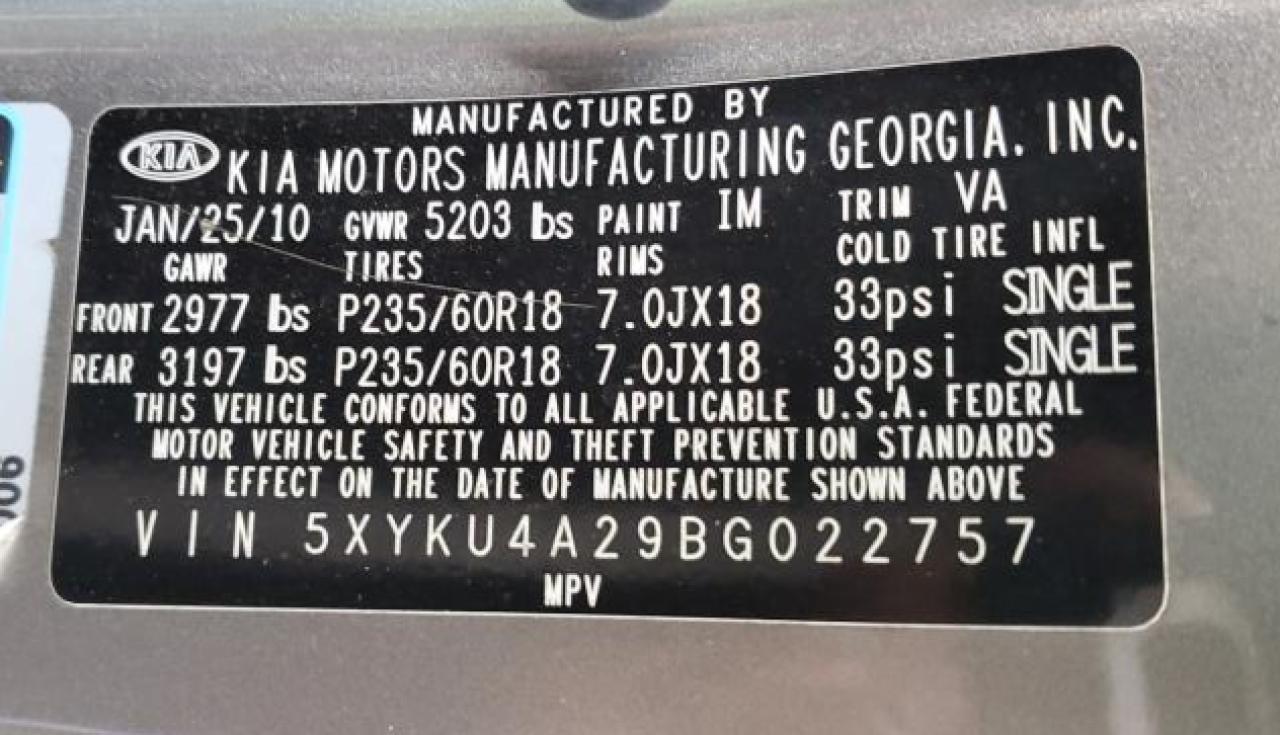 MANUFACTURED BY
KIA KIA MOTORS MANUFACTURING GEORGIA. INC.
JAN/25/10 GVWR 5203 lbs PAINT IM TRIM VA
GAWR TIRES RIMS COLD TIRE INFL
FRONT 2977 lbs P235/60R18 7.0JX18 33psi SINGLE
REAR 3197 lbs P235/60R18 7.0JX18 33psi SINGLE
THIS VEHICLE CONFORMS TO ALL APPLICABLE U.S.A. FEDERAL
MOTOR VEHICLE SAFETY AND THEFT PREVENTION STANDARDS
IN EFFECT ON THE DATE OF MANUFACTURE SHOWN ABOVE
VIN 5XYKU4A29BG022757
MPV